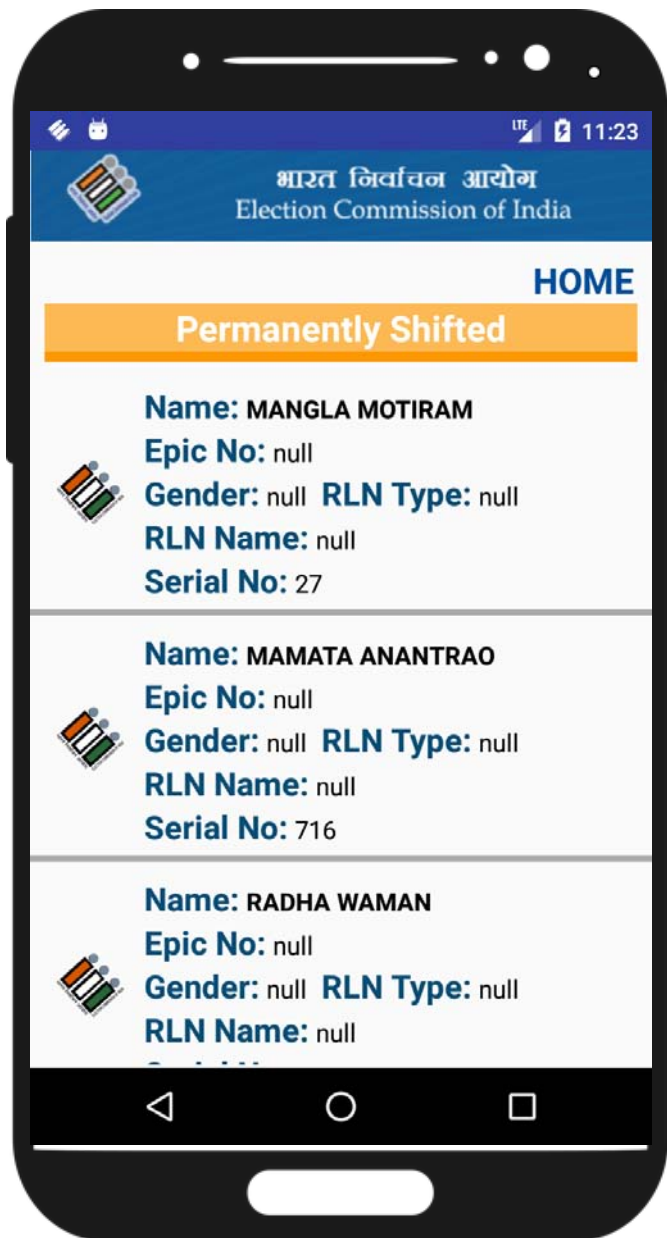 LTE 11:23
भारत निर्वाचन आयोग
Election Commission of India
HOME
Permanently Shifted
Name: MANGLA MOTIRAM
Epic No: null
Gender: null RLN Type: null
RLN Name: null
Serial No: 27
Name: MAMATA ANANTRAO
Epic No: null
Gender: null RLN Type: null
RLN Name: null
Serial No: 716
Name: RADHA WAMAN
Epic No: null
Gender: null RLN Type: null
RLN Name: null